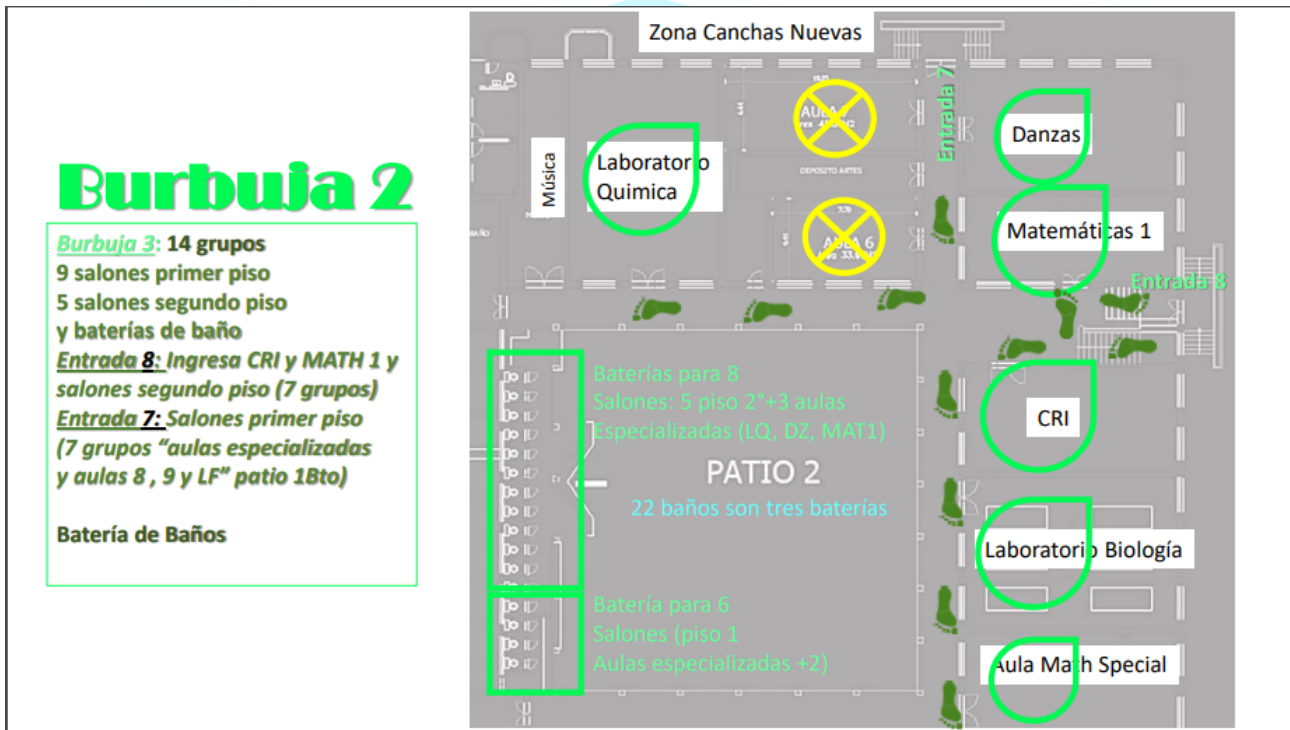 Burbuja 2
Burbuja 3: 14 grupos
9 salones primer piso
5 salones segundo piso
y baterías de baño
Entrada 8: Ingresa CRI y MATH 1 y
salones segundo piso (7 grupos)
Entrada 7: Salones primer piso
(7 grupos "aulas especializadas
y aulas 8 , 9 y LF" patio 1Bto)
Batería de Baños
Zona Canchas Nuevas
Entrada 7
Música
Laboratorio
Quimica
DEPOSITO ARTES
AULA 6
Danzas
Matemáticas 1
Entrada 8
Baterías para 8
Salones: 5 piso 2°+3 aulas
Especializadas (LQ, DZ, MAT1)
PATIO 2
22 baños son tres baterías
CRI
Laboratorio Biología
Batería para 6
Salones (piso 1
Aulas especializadas +2)
Aula Math Special